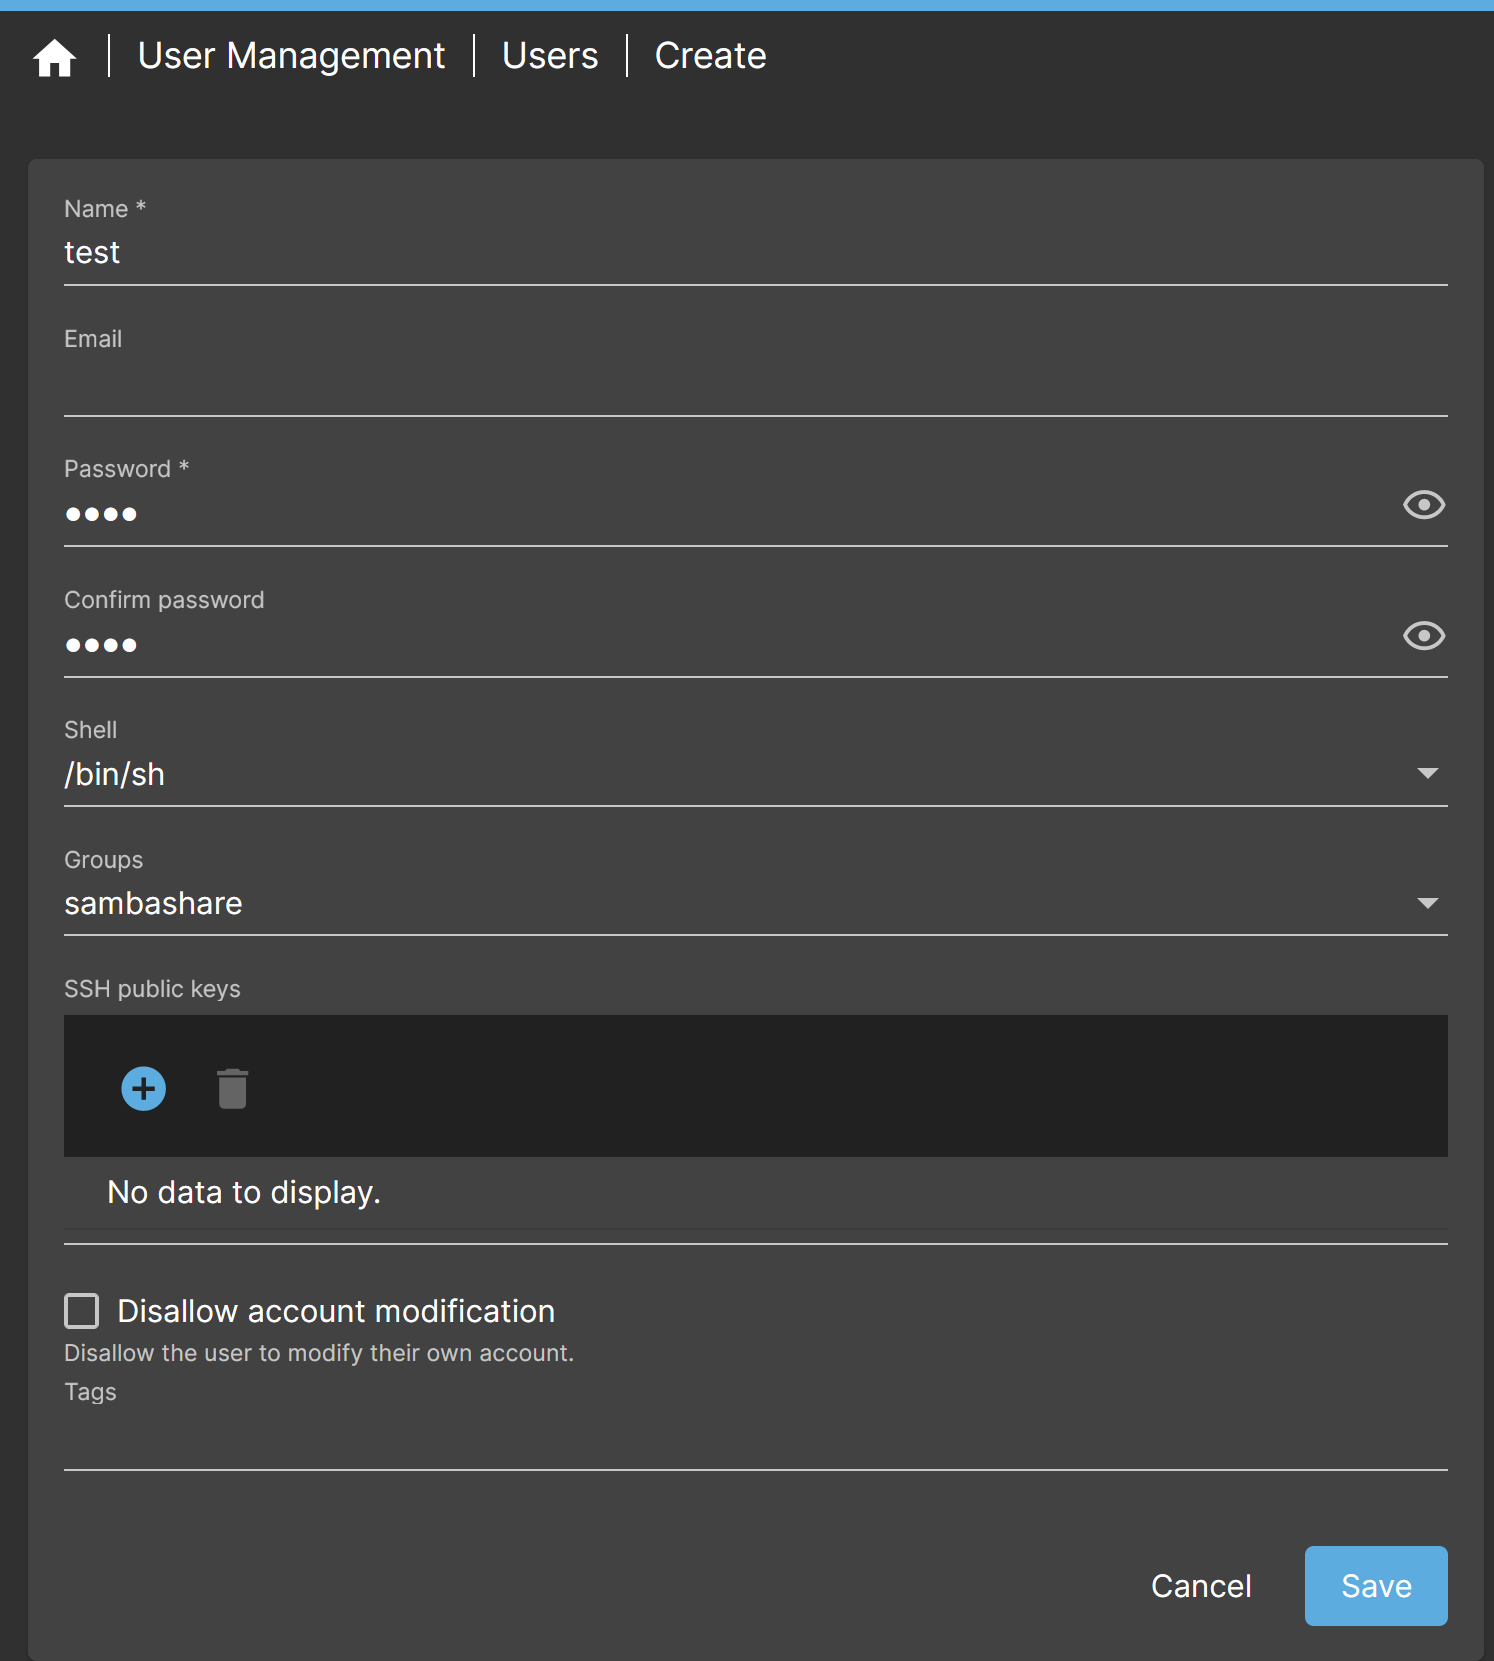 User Management | Users | Create
Name *
test
Email
Password *
••••
Confirm password
••••
Shell
/bin/sh
Groups
sambashare
SSH public keys
No data to display.
Disallow account modification
Disallow the user to modify their own account.
Tags
Cancel Save